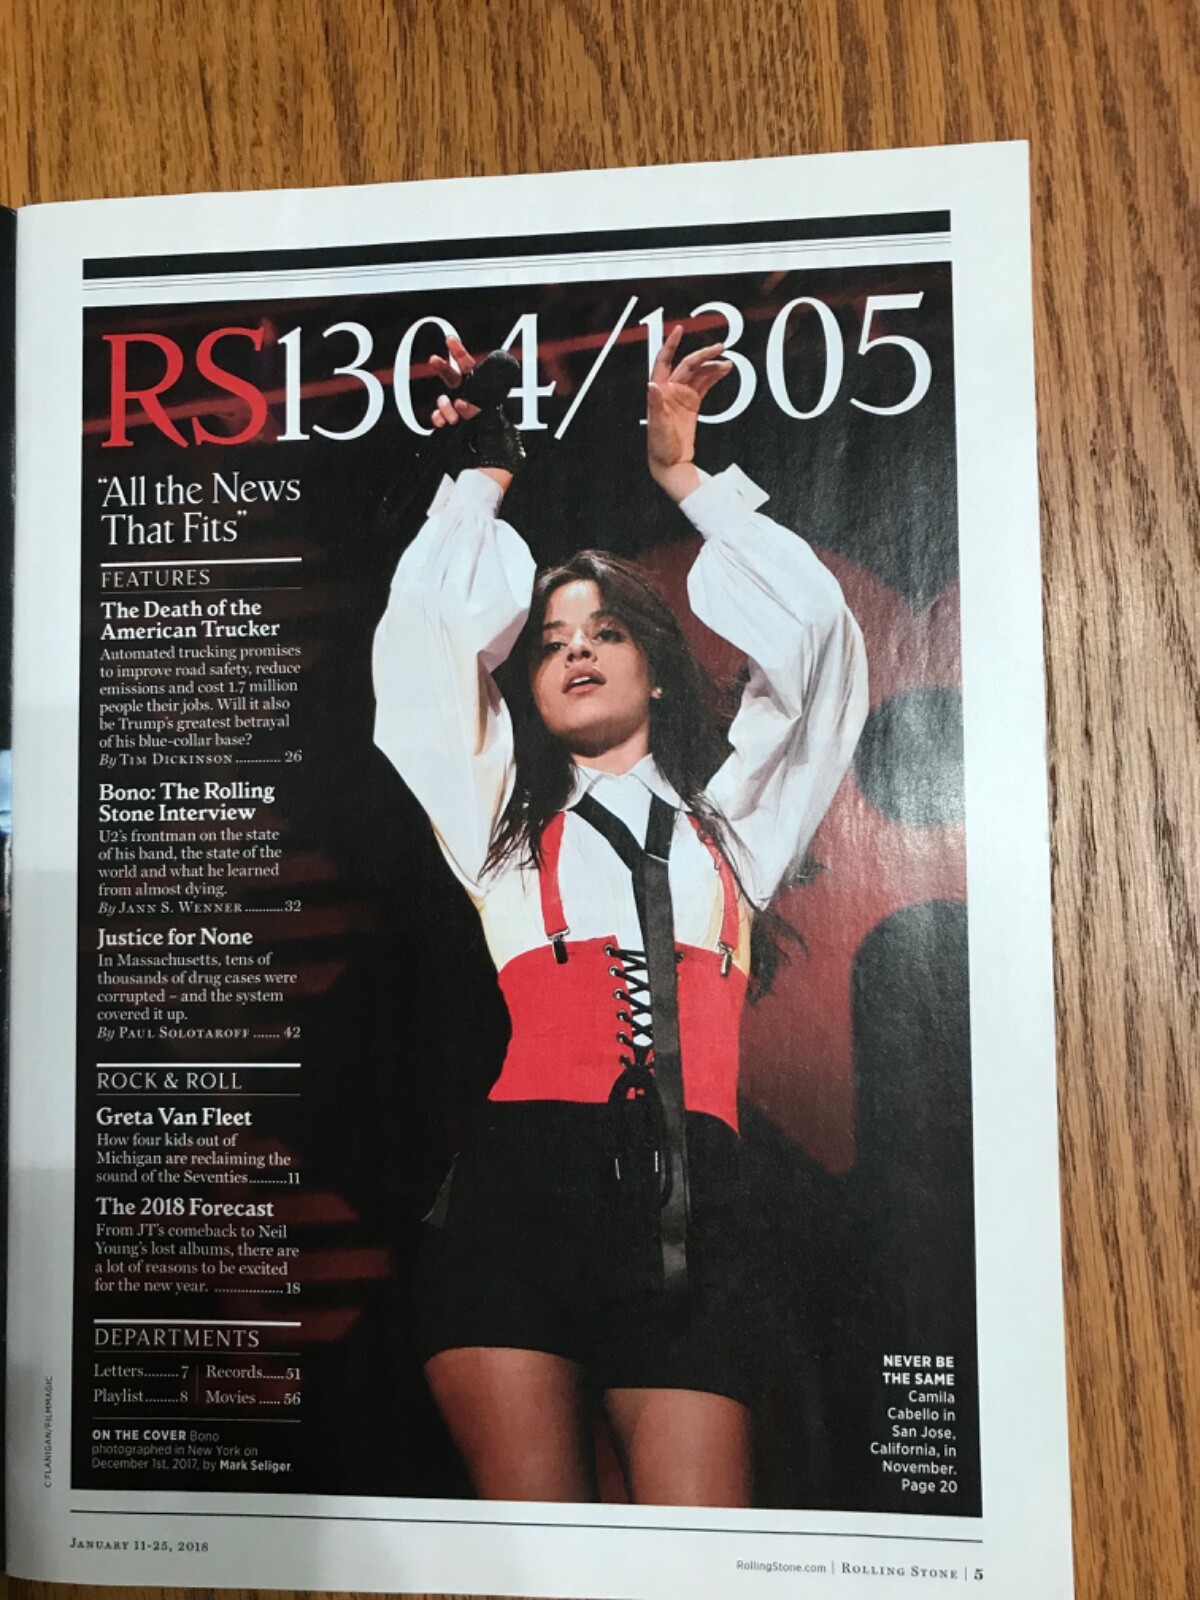 RS1304/1305
“All the News
That Fits”
FEATURES
The Death of the
American Trucker
Automated trucking promises
to improve road safety, reduce
emissions and cost 1.7 million
people their jobs. Will it also
be Trump's greatest betrayal
of his blue-collar base?
By TIM DICKINSON ............ 26
Bono: The Rolling
Stone Interview
U2's frontman on the state
of his band, the state of the
world and what he learned
from almost dying.
By JANN S. WENNER ...........32
Justice for None
In Massachusetts, tens of
thousands of drug cases were
corrupted – and the system
covered it up.
By PAUL SOLOTAROFF ....... 42
ROCK & ROLL
Greta Van Fleet
How four kids out of
Michigan are reclaiming the
sound of the Seventies..........11
The 2018 Forecast
From JT's comeback to Neil
Young's lost albums, there are
a lot of reasons to be excited
for the new year. ..................18
DEPARTMENTS
Letters.........7 | Records......51
Playlist.........8 | Movies ...... 56
ON THE COVER Bono
photographed in New York on
December 1st, 2017, by Mark Seliger.
NEVER BE
THE SAME
Camila
Cabello in
San Jose,
California, in
November.
Page 20
C FLANIGAN/FILMMAGIC
JANUARY 11-25, 2018
RollingStone.com | ROLLING STONE | 5